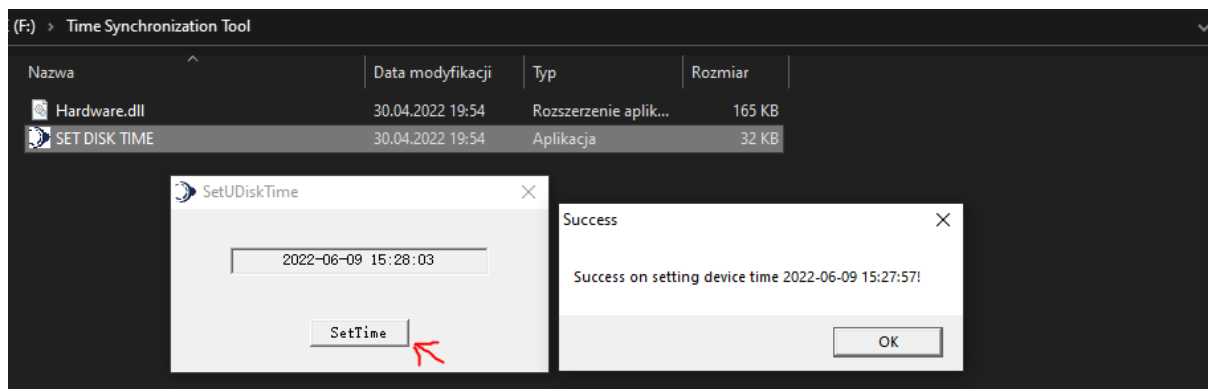 (F:) > Time Synchronization Tool
Nazwa Data modyfikacji Typ Rozmiar
Hardware.dll 30.04.2022 19:54 Rozszerzenie aplik... 165 KB
SET DISK TIME 30.04.2022 19:54 Aplikacja 32 KB
SetUDiskTime
2022-06-09 15:28:03
SetTime
Success
Success on setting device time 2022-06-09 15:27:57!
OK